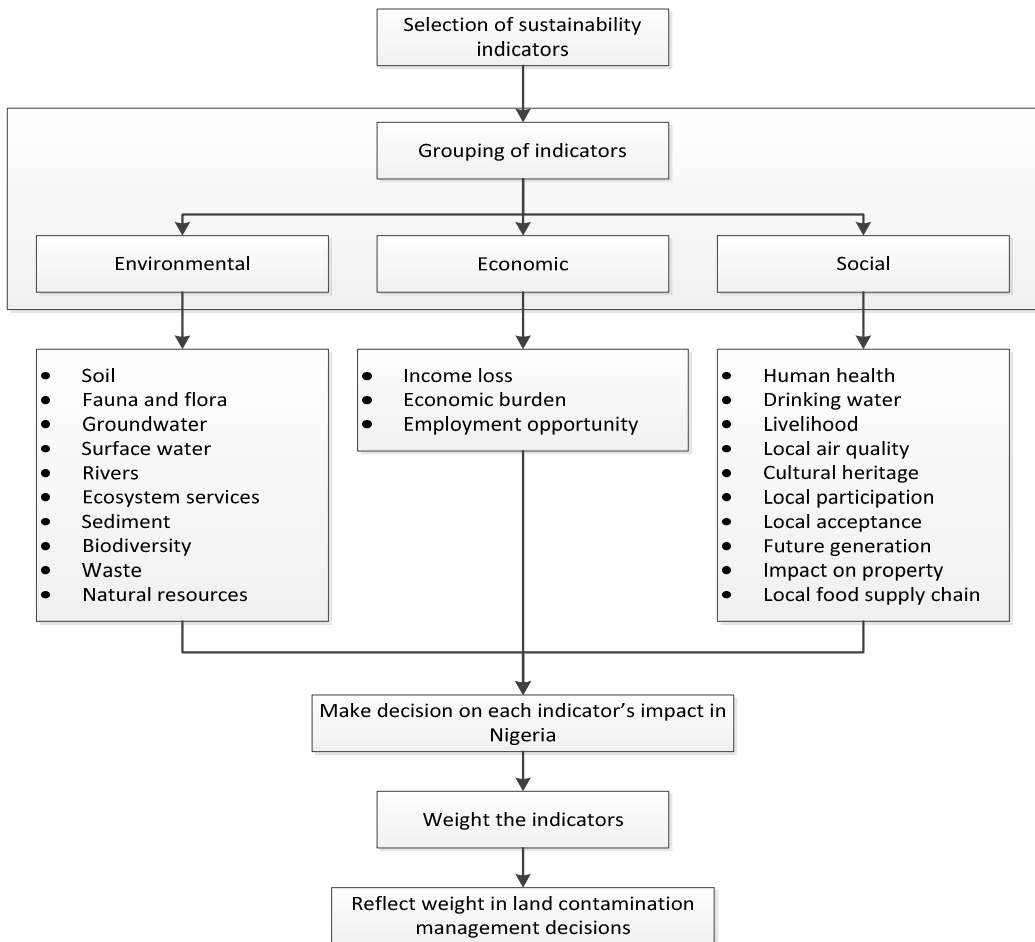 Selection of sustainability
indicators
Grouping of indicators
Environmental
Economic
Social
• Soil
• Fauna and flora
• Groundwater
• Surface water
• Rivers
• Ecosystem services
• Sediment
• Biodiversity
• Waste
• Natural resources
• Income loss
• Economic burden
• Employment opportunity
• Human health
• Drinking water
• Livelihood
• Local air quality
• Cultural heritage
• Local participation
• Local acceptance
• Future generation
• Impact on property
• Local food supply chain
Make decision on each indicator’s impact in
Nigeria
Weight the indicators
Reflect weight in land contamination
management decisions